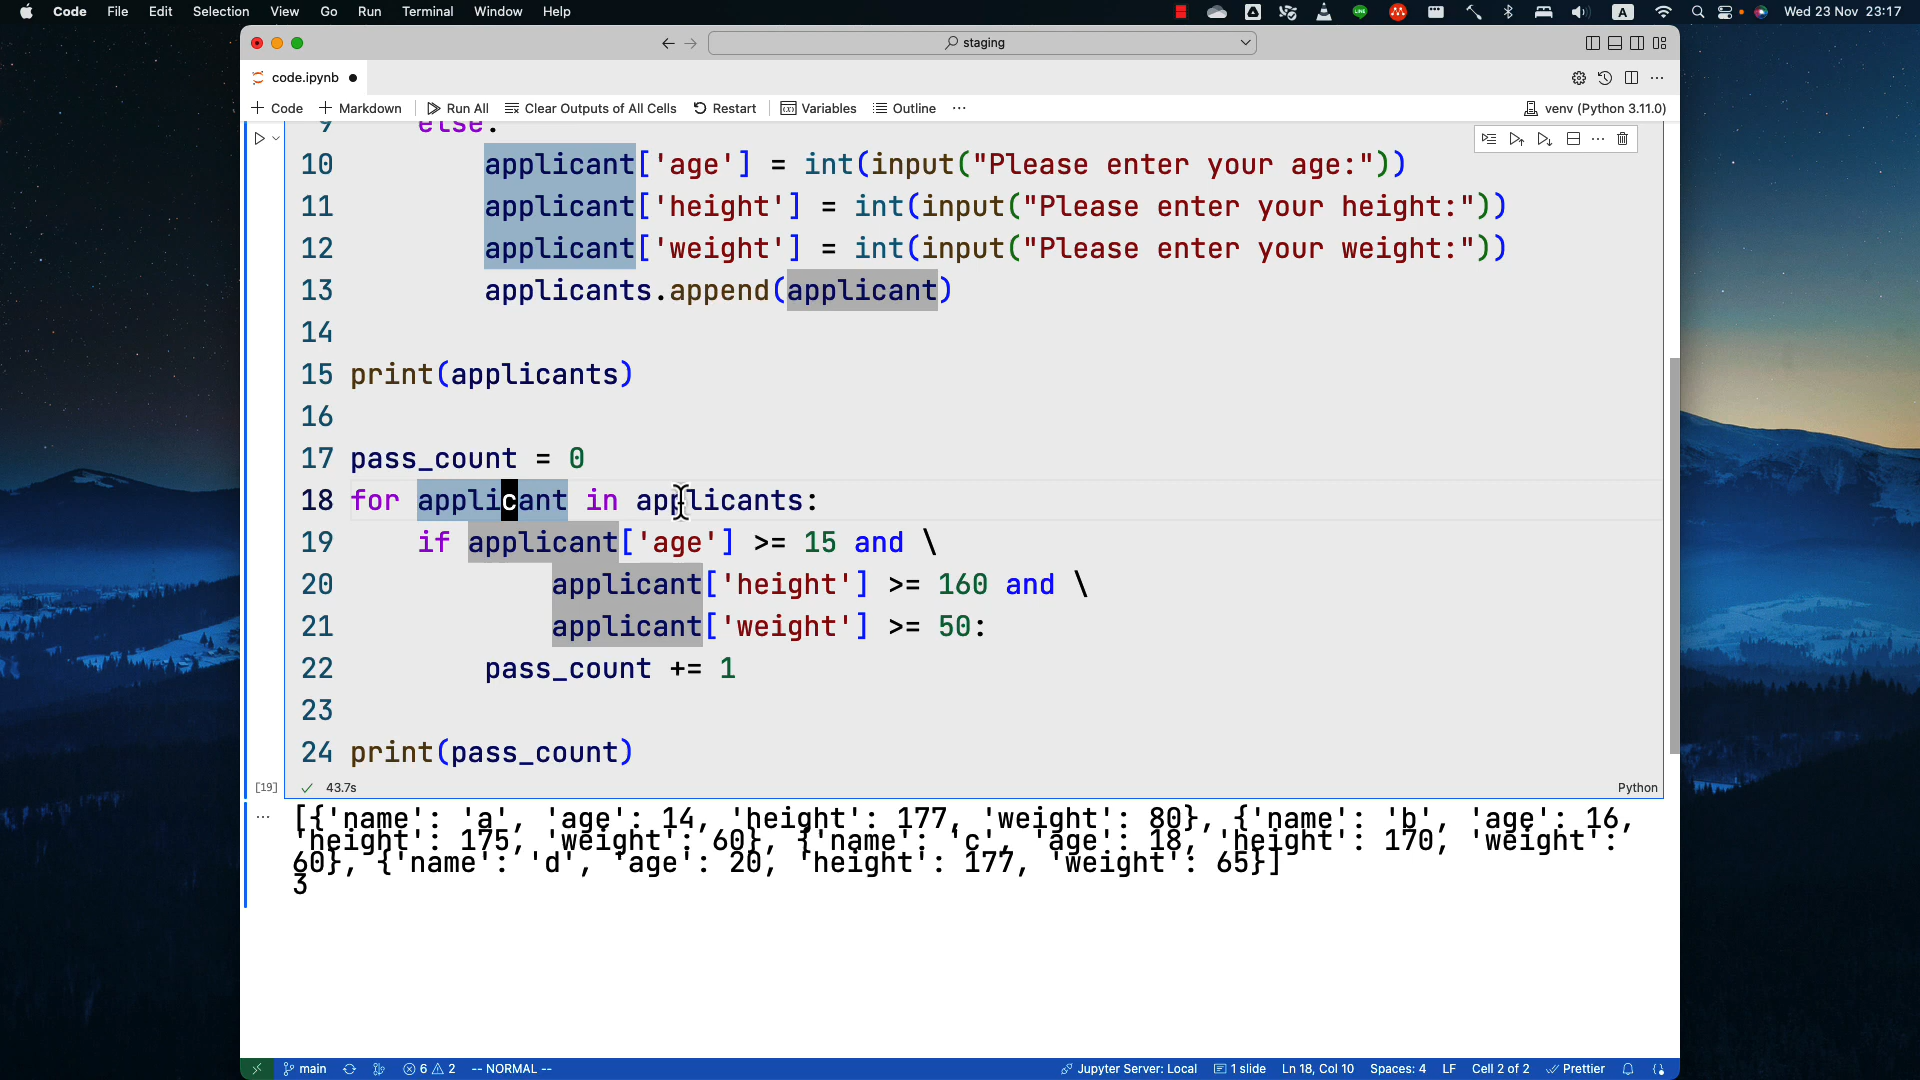 Code File Edit Selection View Go Run Terminal Window Help A Wed 23 Nov 23:17
staging
code.ipynb
Code Markdown Run All Clear Outputs of All Cells Restart Variables Outline ... venv (Python 3.11.0)
9 else:
10 applicant['age'] = int(input("Please enter your age:"))
11 applicant['height'] = int(input("Please enter your height:"))
12 applicant['weight'] = int(input("Please enter your weight:"))
13 applicants.append(applicant)
14
15 print(applicants)
16
17 pass_count = 0
18 for applicant in applicants:
19 if applicant['age'] >= 15 and \
20 applicant['height'] >= 160 and \
21 applicant['weight'] >= 50:
22 pass_count += 1
23
24 print(pass_count)
[19] 43.7s Python
[{'name': 'a', 'age': 14, 'height': 177, 'weight': 80}, {'name': 'b', 'age': 16,
'height': 175, 'weight': 60}, {'name': 'c', 'age': 18, 'height': 170, 'weight':
60}, {'name': 'd', 'age': 20, 'height': 177, 'weight': 65}]
3
main 6 2 -- NORMAL -- Jupyter Server: Local 1 slide Ln 18, Col 10 Spaces: 4 LF Cell 2 of 2 Prettier